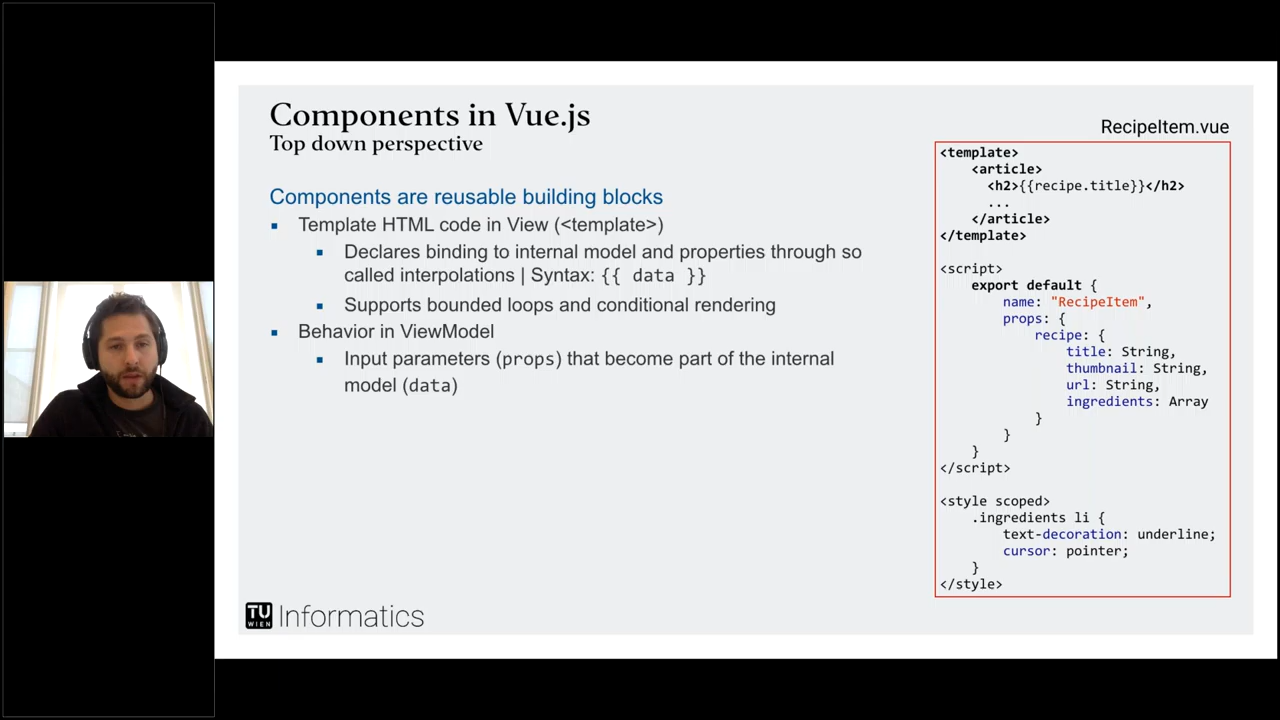 Components in Vue.js
Top down perspective
Components are reusable building blocks
Template HTML code in View (<template>)
Declares binding to internal model and properties through so
called interpolations | Syntax: {{ data }}
Supports bounded loops and conditional rendering
Behavior in ViewModel
Input parameters (props) that become part of the internal
model (data)
RecipeItem.vue
<template>
<article>
<h2>{{recipe.title}}</h2>
...
</article>
</template>
<script>
export default {
name: "RecipeItem",
props: {
recipe: {
title: String,
thumbnail: String,
url: String,
ingredients: Array
}
}
}
</script>
<style scoped>
.ingredients li {
text-decoration: underline;
cursor: pointer;
}
</style>
TU
WIEN
Informatics